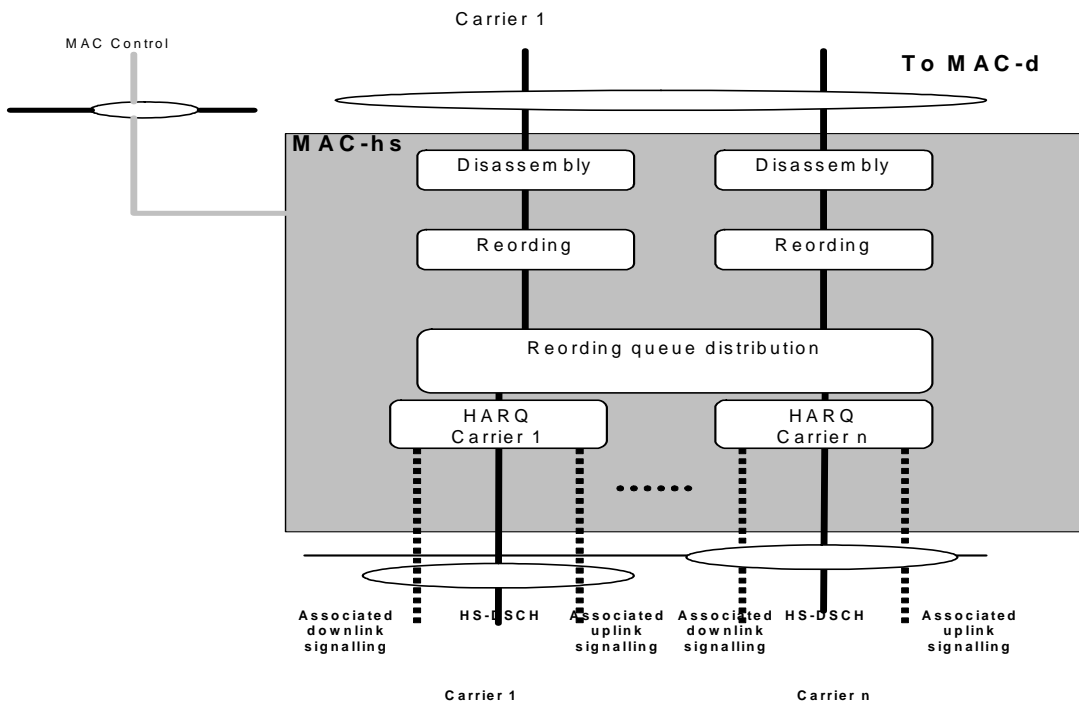 Carrier 1
MAC Control
To MAC-d
MAC-hs
Disassembly
Disassembly
Reording
Reording
Reording queue distribution
HARQ
Carrier 1
HARQ
Carrier n
Associated
downlink
signalling
HS-DSCH
Associated
uplink
signalling
Associated
downlink
signalling
HS-DSCH
Associated
uplink
signalling
Carrier 1
Carrier n